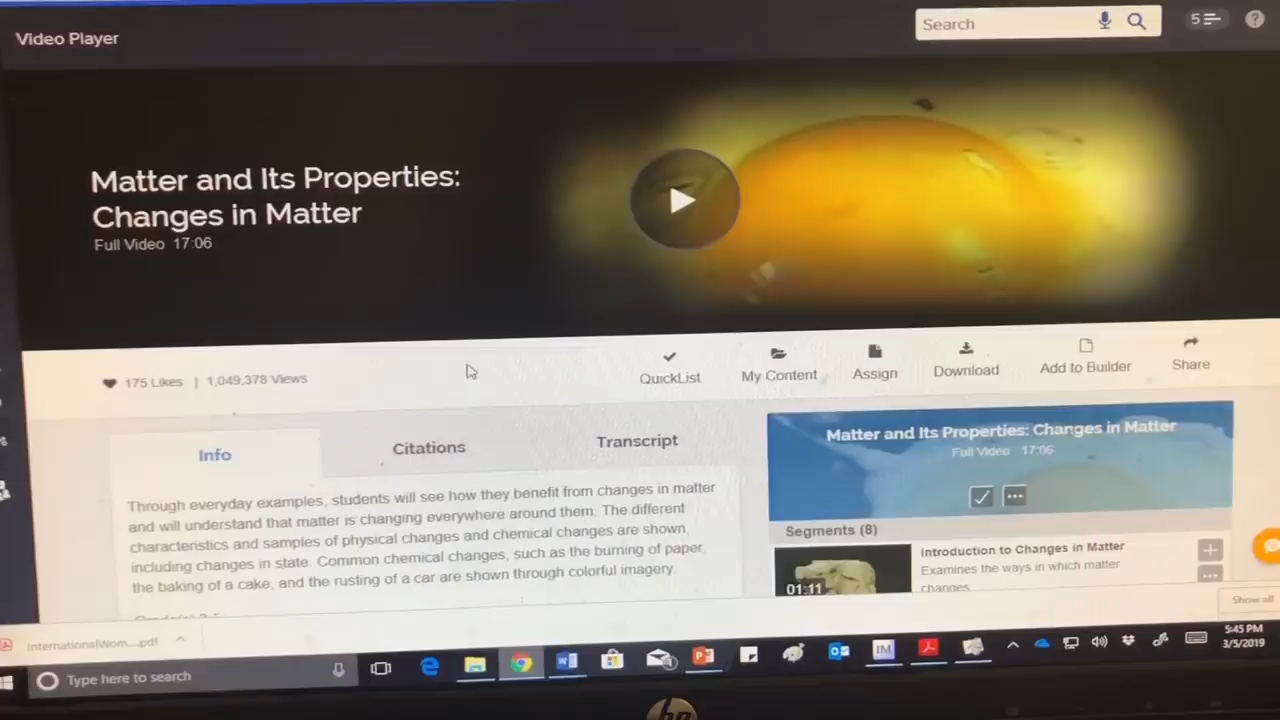 Video Player
Search
5
?
Matter and Its Properties:
Changes in Matter
Full Video 17:06
175 Likes | 1,049,378 Views
QuickList
My Content
Assign
Download
Add to Builder
Share
Info
Citations
Transcript
Through everyday examples, students will see how they benefit from changes in matter
and will understand that matter is changing everywhere around them. The different
characteristics and samples of physical changes and chemical changes are shown,
including changes in state. Common chemical changes, such as the burning of paper,
the baking of a cake, and the rusting of a car are shown through colorful imagery.
Matter and Its Properties: Changes in Matter
Full Video 17:06
Segments (8)
01:11
Introduction to Changes in Matter
Examines the ways in which matter
changes.
Show all
InternationalWom....pdf
Type here to search
IM
5:45 PM
3/5/2019
hp